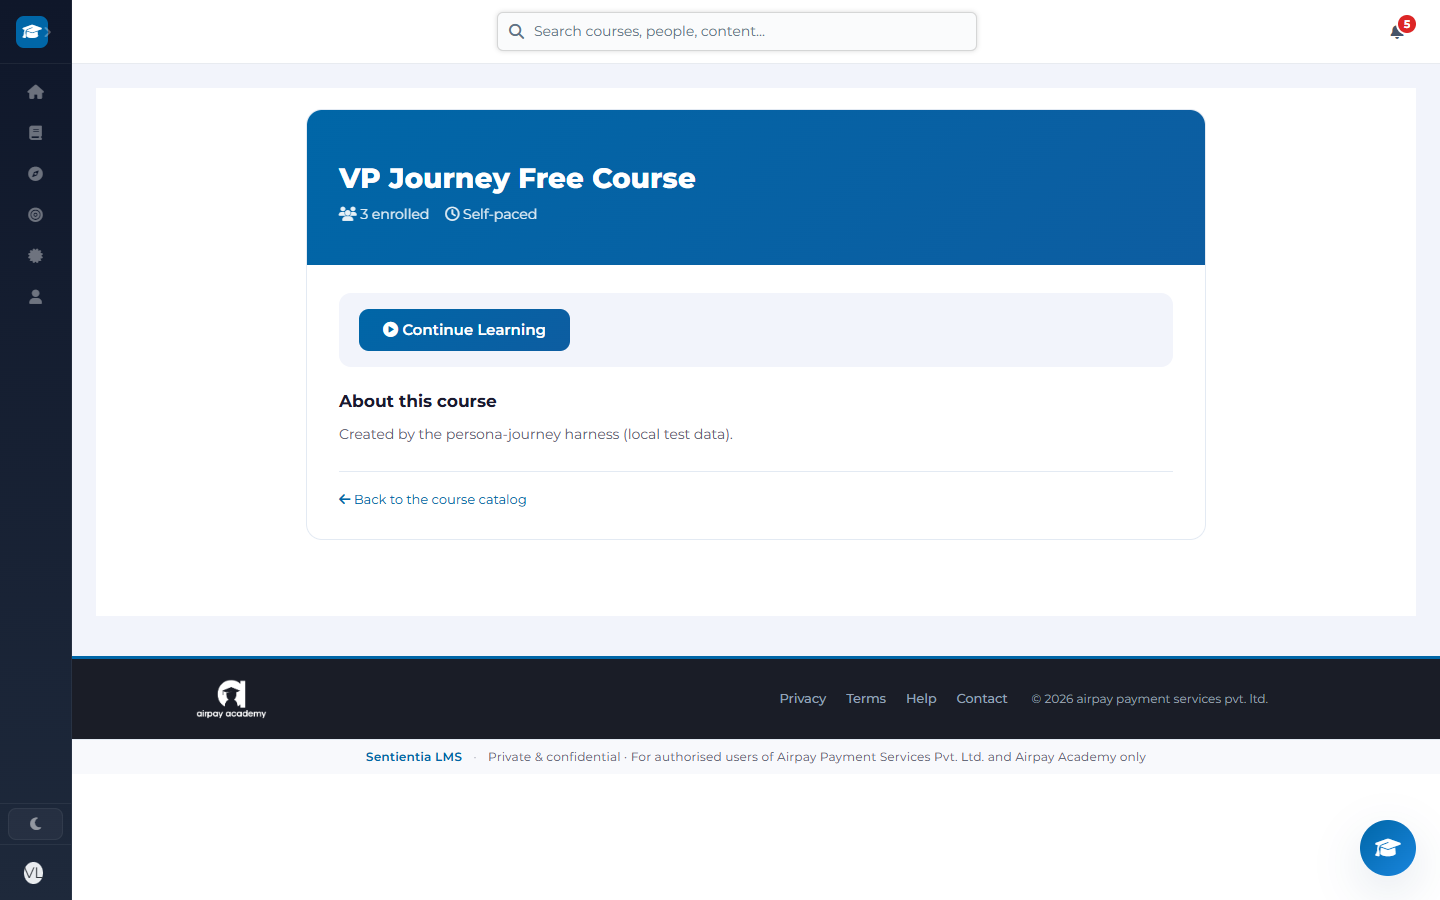 Search courses, people, content...
5
VP Journey Free Course
3 enrolled Self-paced
Continue Learning
About this course
Created by the persona-journey harness (local test data).
Back to the course catalog
airpay academy
Privacy Terms Help Contact © 2026 airpay payment services pvt. ltd.
Sentientia LMS · Private & confidential · For authorised users of Airpay Payment Services Pvt. Ltd. and Airpay Academy only
VL